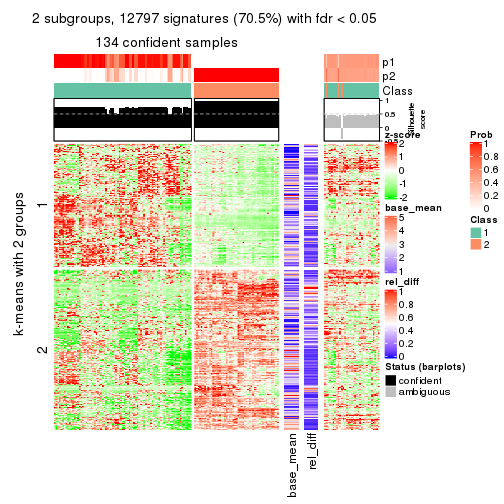 2 subgroups, 12797 signatures (70.5%) with fdr < 0.05
134 confident samples
p1
p2
Class
1
0.5
0
Silhouette
score
k-means with 2 groups
1
2
base_mean
rel_diff
z-score
2
1
0
-1
-2
base_mean
5
4
3
2
1
rel_diff
1
0.8
0.6
0.4
0.2
0
Status (barplots)
confident
ambiguous
Prob
1
0.8
0.6
0.4
0.2
0
Class
1
2